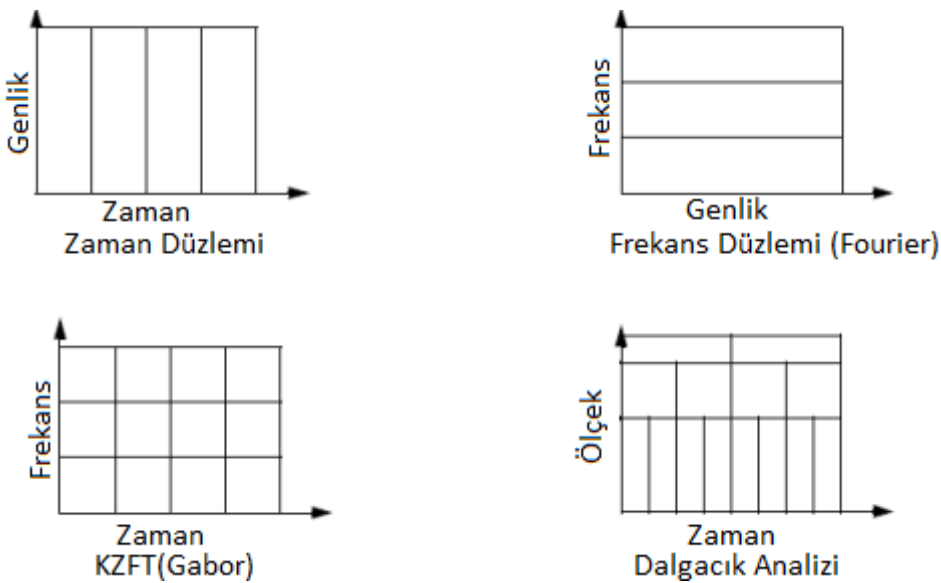 Genlik
Zaman
Zaman Düzlemi
Frekans
Genlik
Frekans Düzlemi (Fourier)
Frekans
Zaman
KZFT(Gabor)
Ölçek
Zaman
Dalgacık Analizi